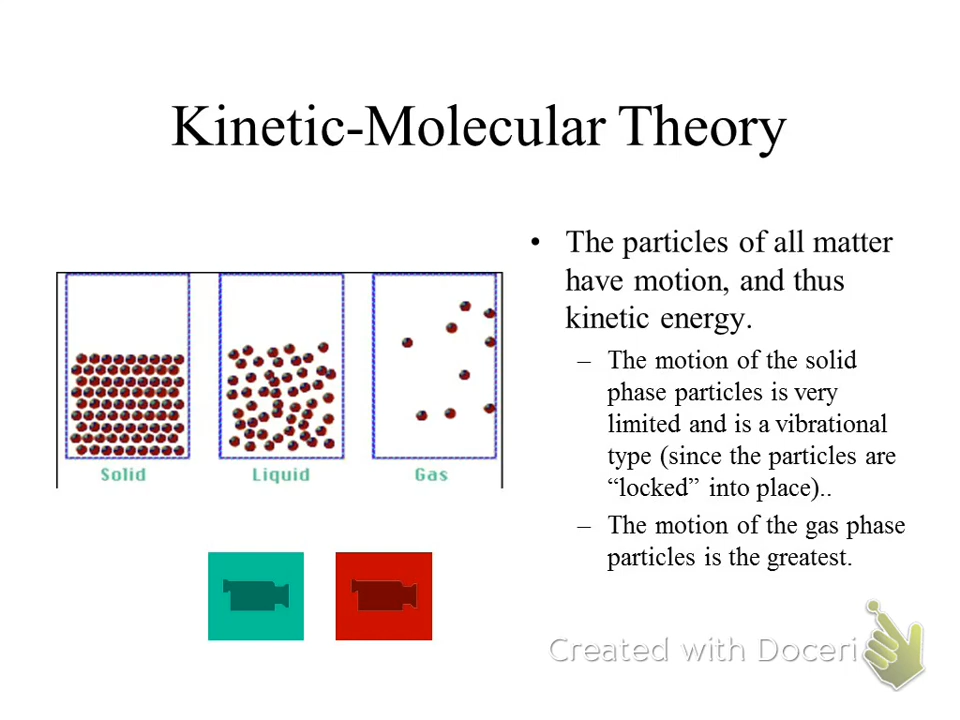 Kinetic-Molecular Theory
• The particles of all matter
have motion, and thus
kinetic energy.
– The motion of the solid
phase particles is very
limited and is a vibrational
type (since the particles are
“locked” into place)..
– The motion of the gas phase
particles is the greatest.
Solid Liquid Gas
Created with Doceri